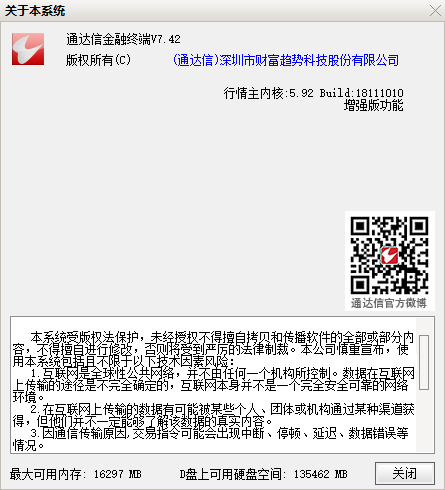 关于本系统
通达信金融终端V7.42
版权所有(C) (通达信)深圳市财富趋势科技股份有限公司
行情主内核:5.92 Build:18111010
增强版功能
通达信官方微博
本系统受版权法保护，未经授权不得擅自拷贝和传播软件的全部或部分内
容，不得擅自进行修改，否则将受到严厉的法律制裁。本公司慎重宣布，使
用本系统包括且不限于以下技术因素风险：
1.互联网是全球性公共网络，并不由任何一个机构所控制。数据在互联网
上传输的途径是不完全确定的，互联网本身并不是一个完全安全可靠的网络
环境。
2.在互联网上传输的数据有可能被某些个人、团体或机构通过某种渠道获
得，但他们并不一定能够了解该数据的真实内容。
3.因通信传输原因,交易指令可能会出现中断、停顿、延迟、数据错误等
情况。
最大可用内存: 16297 MB D盘上可用硬盘空间: 135462 MB 关闭